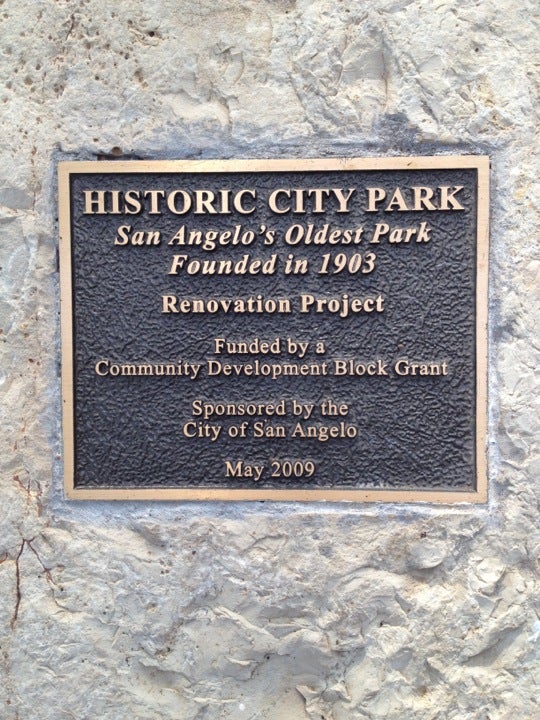 HISTORIC CITY PARK
San Angelo's Oldest Park
Founded in 1903
Renovation Project
Funded by a
Community Development Block Grant
Sponsored by the
City of San Angelo
May 2009